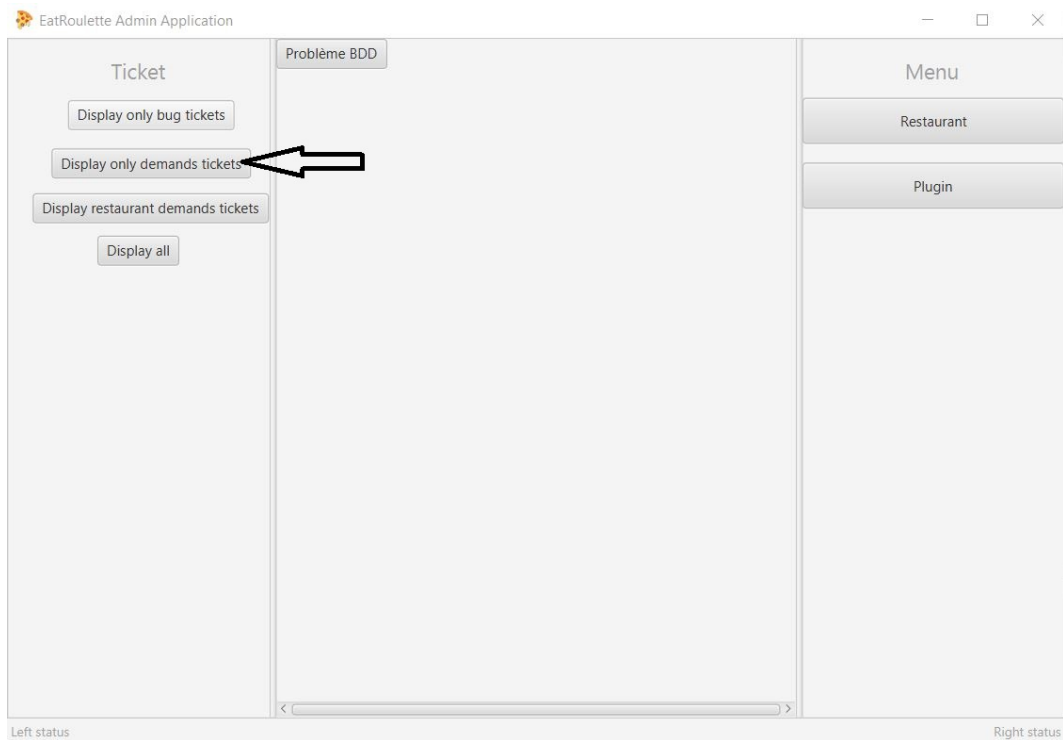 EatRoulette Admin Application
Ticket
Display only bug tickets
Display only demands tickets
Display restaurant demands tickets
Display all
Problème BDD
Menu
Restaurant
Plugin
Left status
Right status